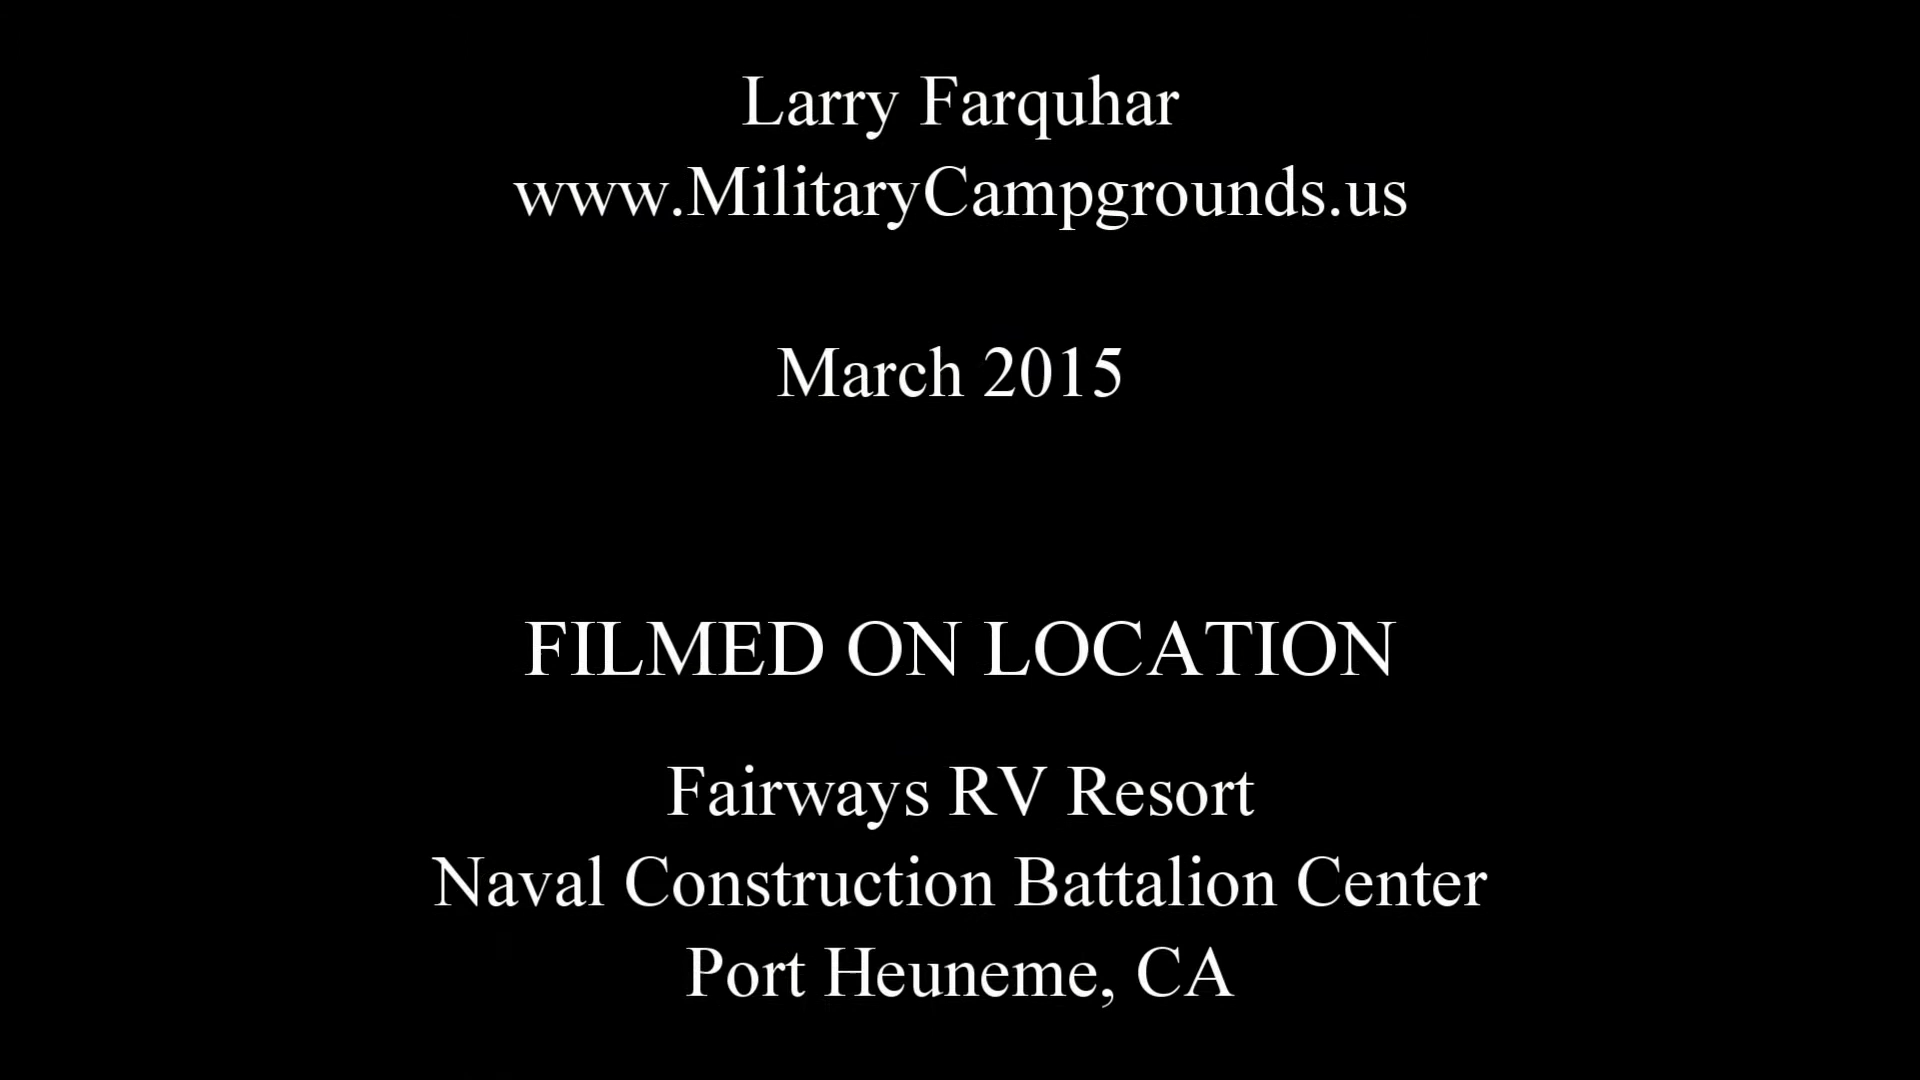 Larry Farquhar
www.MilitaryCampgrounds.us
March 2015
FILMED ON LOCATION
Fairways RV Resort
Naval Construction Battalion Center
Port Heuneme, CA